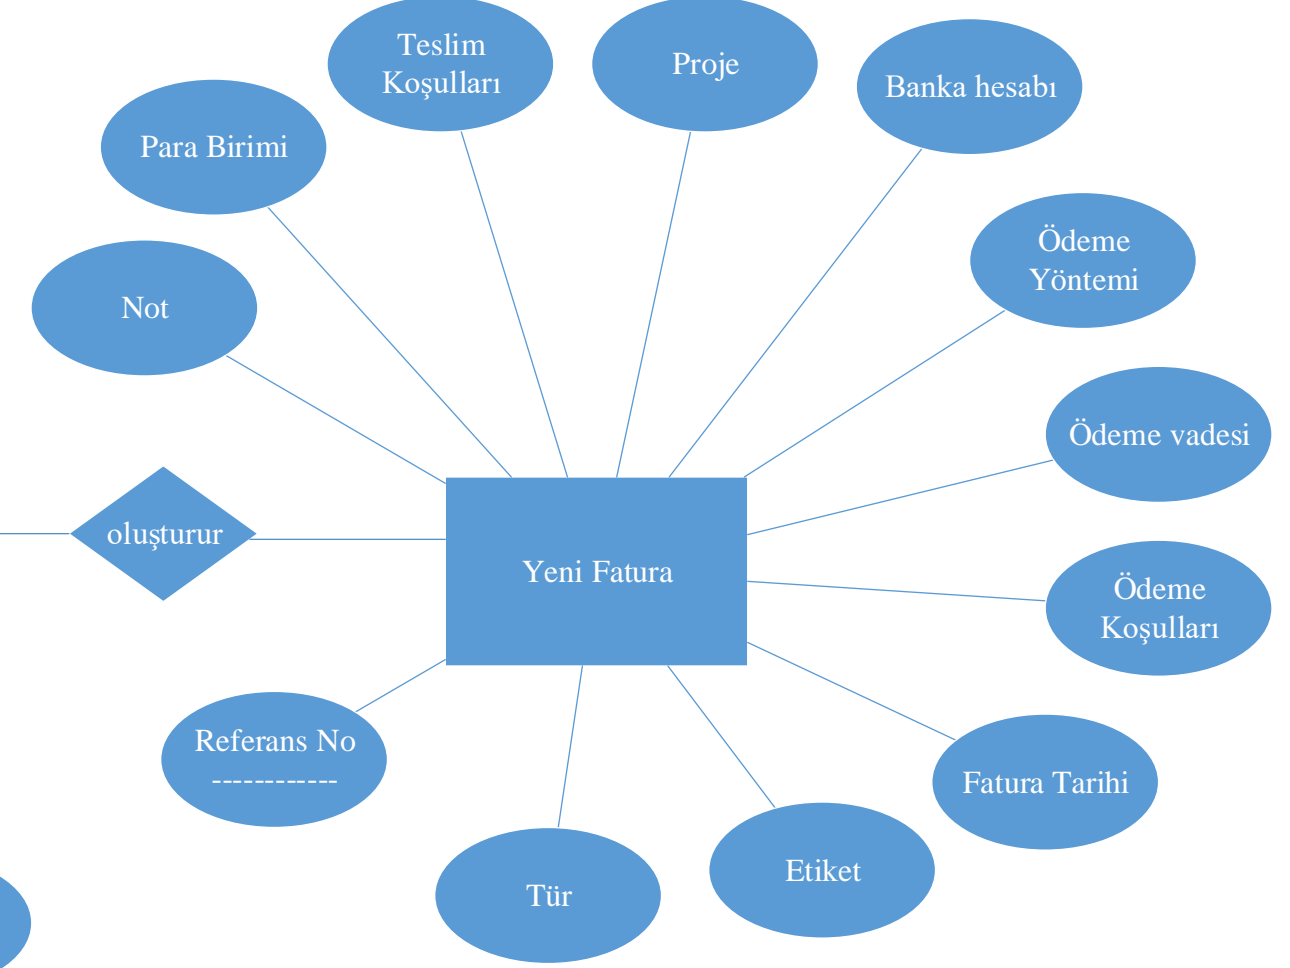 Teslim
Koşulları
Proje
Banka hesabı
Para Birimi
Ödeme
Yöntemi
Not
Ödeme vadesi
oluşturur
Yeni Fatura
Ödeme
Koşulları
Referans No
------------
Fatura Tarihi
Etiket
Tür